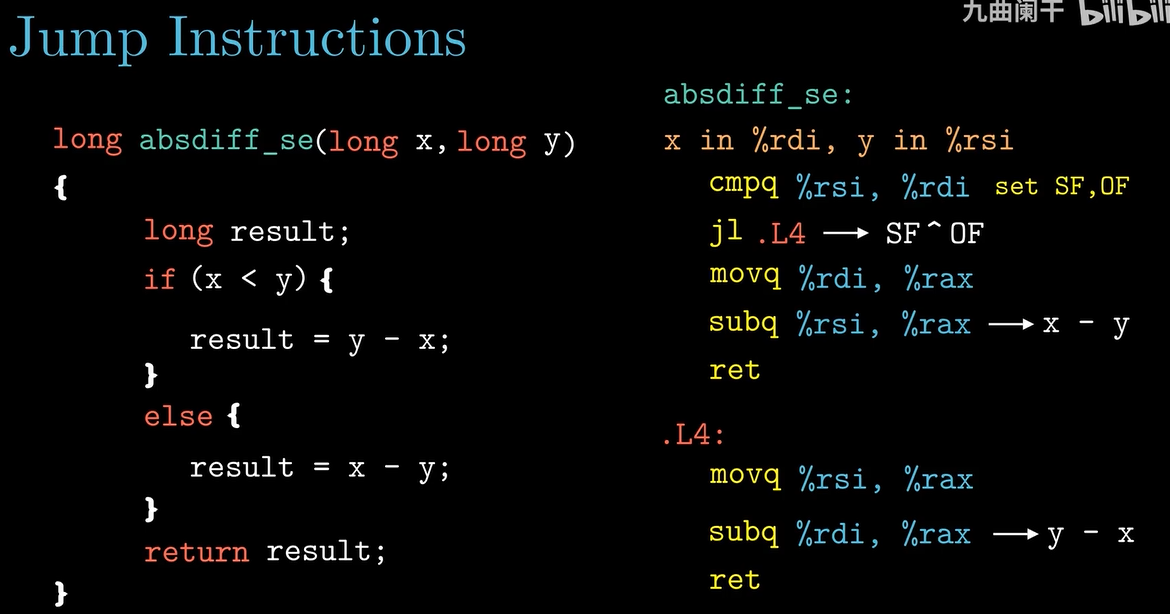 九曲阑干 bilibili
Jump Instructions
long absdiff_se(long x, long y)
{
long result;
if (x < y) {
result = y - x;
}
else {
result = x - y;
}
return result;
}
absdiff_se:
x in %rdi, y in %rsi
cmpq %rsi, %rdi set SF,OF
jl .L4 ⟶ SF^OF
movq %rdi, %rax
subq %rsi, %rax ⟶ x - y
ret
.L4:
movq %rsi, %rax
subq %rdi, %rax ⟶ y - x
ret